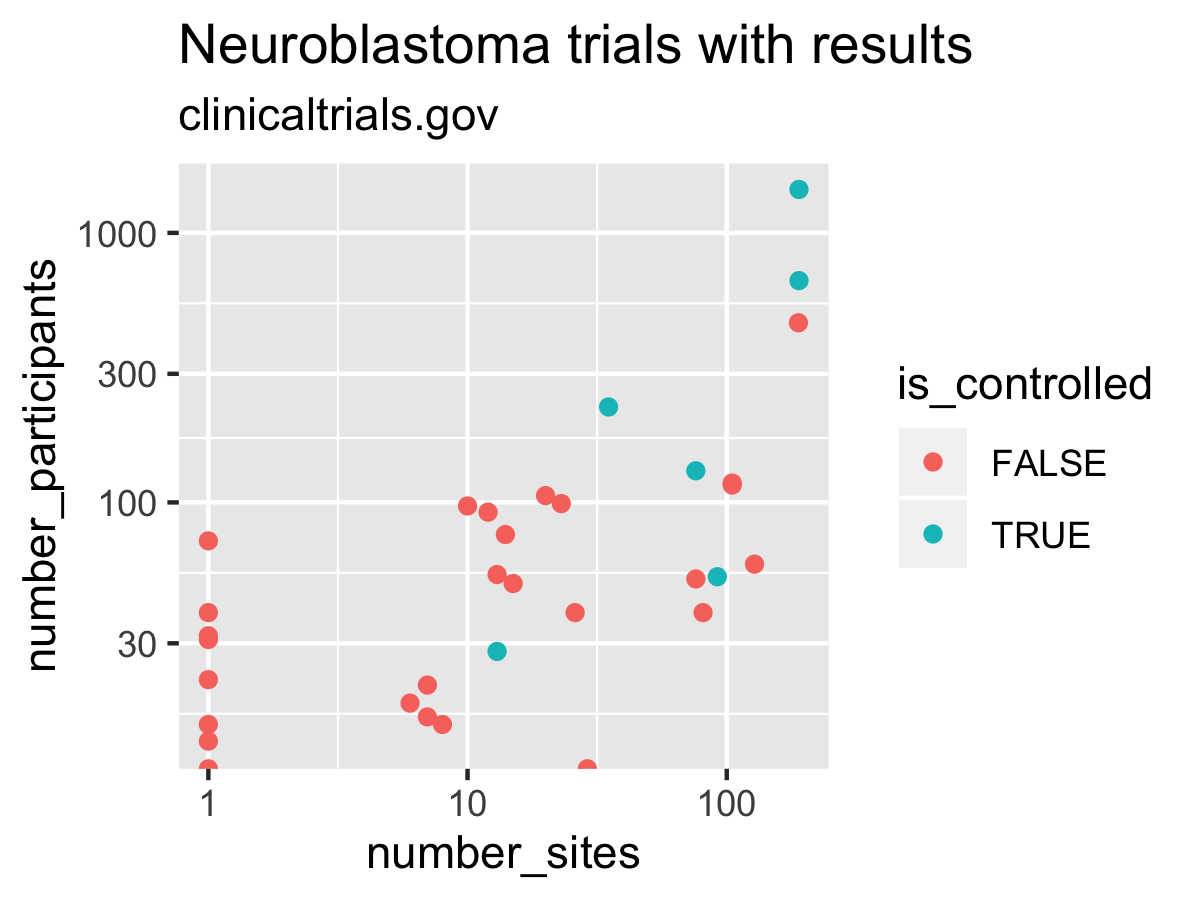 Neuroblastoma trials with results
clinicaltrials.gov
1000
300
100
30
number_participants
1 10 100
number_sites
is_controlled
FALSE
TRUE